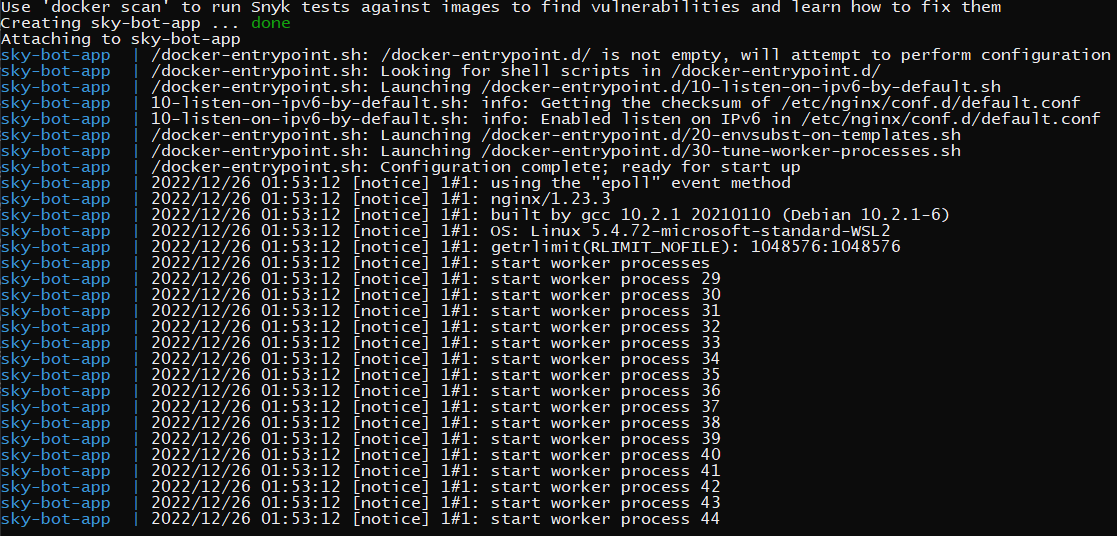 Use 'docker scan' to run Snyk tests against images to find vulnerabilities and learn how to fix them
Creating sky-bot-app ... done
Attaching to sky-bot-app
sky-bot-app | /docker-entrypoint.sh: /docker-entrypoint.d/ is not empty, will attempt to perform configuration
sky-bot-app | /docker-entrypoint.sh: Looking for shell scripts in /docker-entrypoint.d/
sky-bot-app | /docker-entrypoint.sh: Launching /docker-entrypoint.d/10-listen-on-ipv6-by-default.sh
sky-bot-app | 10-listen-on-ipv6-by-default.sh: info: Getting the checksum of /etc/nginx/conf.d/default.conf
sky-bot-app | 10-listen-on-ipv6-by-default.sh: info: Enabled listen on IPv6 in /etc/nginx/conf.d/default.conf
sky-bot-app | /docker-entrypoint.sh: Launching /docker-entrypoint.d/20-envsubst-on-templates.sh
sky-bot-app | /docker-entrypoint.sh: Launching /docker-entrypoint.d/30-tune-worker-processes.sh
sky-bot-app | /docker-entrypoint.sh: Configuration complete; ready for start up
sky-bot-app | 2022/12/26 01:53:12 [notice] 1#1: using the "epoll" event method
sky-bot-app | 2022/12/26 01:53:12 [notice] 1#1: nginx/1.23.3
sky-bot-app | 2022/12/26 01:53:12 [notice] 1#1: built by gcc 10.2.1 20210110 (Debian 10.2.1-6)
sky-bot-app | 2022/12/26 01:53:12 [notice] 1#1: OS: Linux 5.4.72-microsoft-standard-WSL2
sky-bot-app | 2022/12/26 01:53:12 [notice] 1#1: getrlimit(RLIMIT_NOFILE): 1048576:1048576
sky-bot-app | 2022/12/26 01:53:12 [notice] 1#1: start worker processes
sky-bot-app | 2022/12/26 01:53:12 [notice] 1#1: start worker process 29
sky-bot-app | 2022/12/26 01:53:12 [notice] 1#1: start worker process 30
sky-bot-app | 2022/12/26 01:53:12 [notice] 1#1: start worker process 31
sky-bot-app | 2022/12/26 01:53:12 [notice] 1#1: start worker process 32
sky-bot-app | 2022/12/26 01:53:12 [notice] 1#1: start worker process 33
sky-bot-app | 2022/12/26 01:53:12 [notice] 1#1: start worker process 34
sky-bot-app | 2022/12/26 01:53:12 [notice] 1#1: start worker process 35
sky-bot-app | 2022/12/26 01:53:12 [notice] 1#1: start worker process 36
sky-bot-app | 2022/12/26 01:53:12 [notice] 1#1: start worker process 37
sky-bot-app | 2022/12/26 01:53:12 [notice] 1#1: start worker process 38
sky-bot-app | 2022/12/26 01:53:12 [notice] 1#1: start worker process 39
sky-bot-app | 2022/12/26 01:53:12 [notice] 1#1: start worker process 40
sky-bot-app | 2022/12/26 01:53:12 [notice] 1#1: start worker process 41
sky-bot-app | 2022/12/26 01:53:12 [notice] 1#1: start worker process 42
sky-bot-app | 2022/12/26 01:53:12 [notice] 1#1: start worker process 43
sky-bot-app | 2022/12/26 01:53:12 [notice] 1#1: start worker process 44